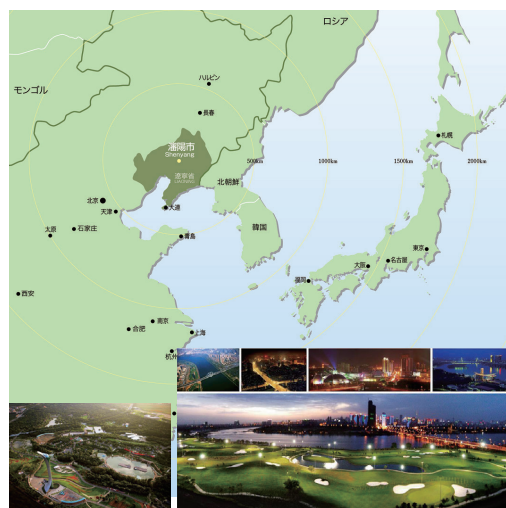 ロシア
モンゴル
ハルビン
長春
札幌
瀋陽市
Shenyang
500km
1000km
1500km
2000km
遼寧省
LIAONING
北朝鮮
北京
天津
大連
太原
石家庄
青島
韓国
東京
名古屋
大阪
福岡
西安
南京
合肥
上海
杭州